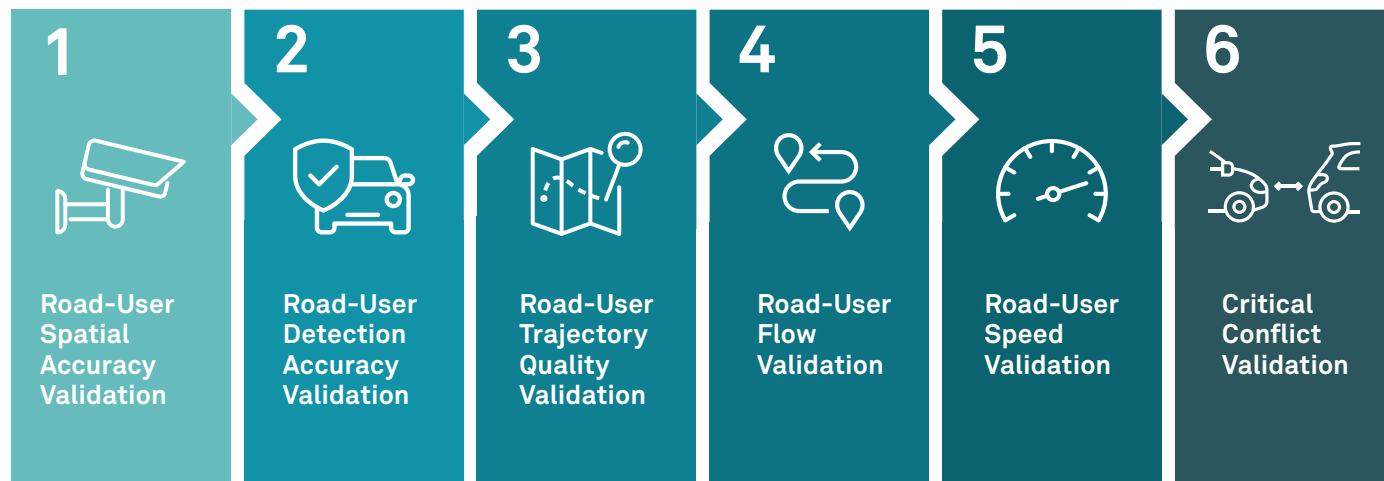 1
Road-User
Spatial
Accuracy
Validation
2
Road-User
Detection
Accuracy
Validation
3
Road-User
Trajectory
Quality
Validation
4
Road-User
Flow
Validation
5
Road-User
Speed
Validation
6
Critical
Conflict
Validation